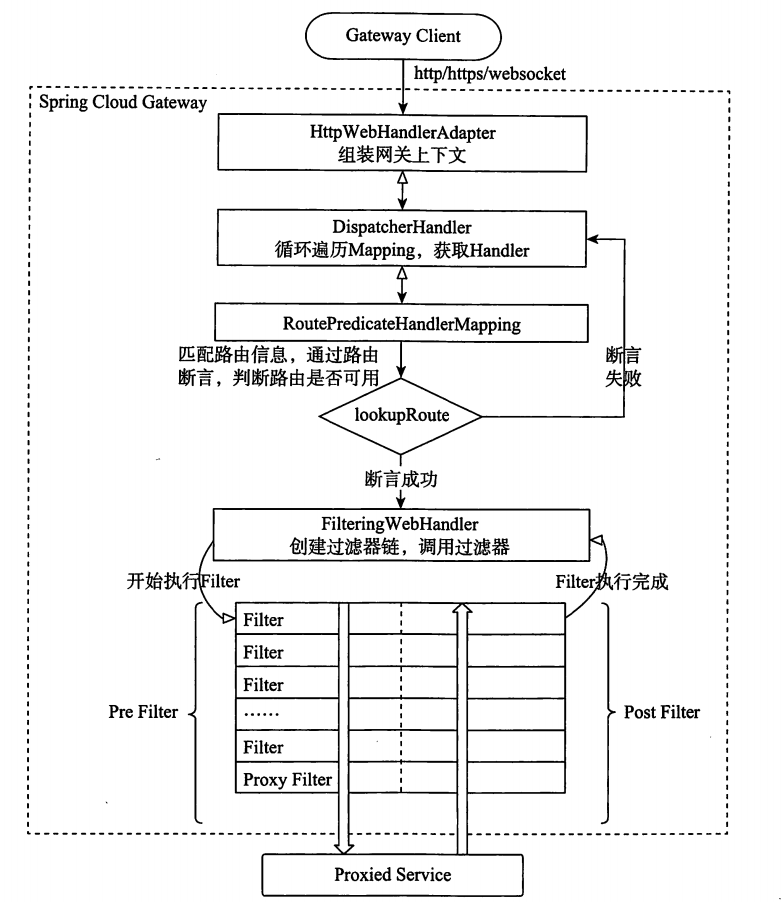 Gateway Client
http/https/websocket
Spring Cloud Gateway
HttpWebHandlerAdapter
组装网关上下文
DispatcherHandler
循环遍历Mapping，获取Handler
RoutePredicateHandlerMapping
匹配路由信息，通过路由
断言，判断路由是否可用
断言
失败
lookupRoute
断言成功
FilteringWebHandler
创建过滤器链，调用过滤器
开始执行Filter
Filter执行完成
Filter
Filter
Filter
……
Filter
Proxy Filter
Pre Filter
Post Filter
Proxied Service